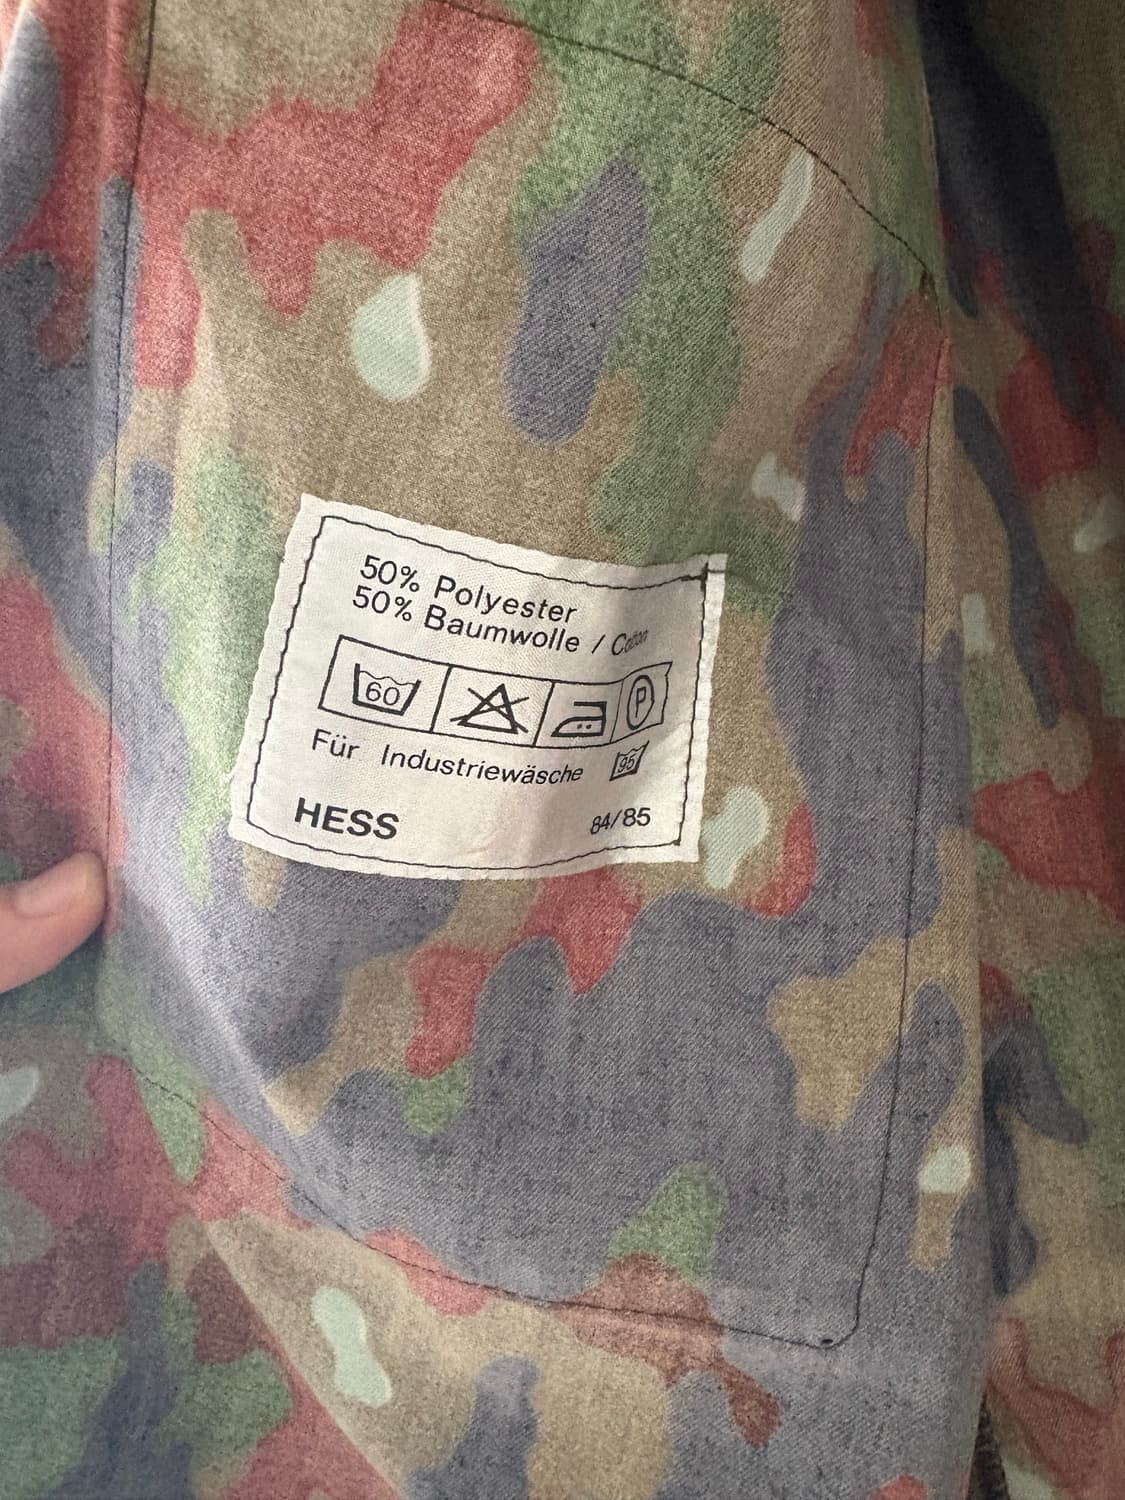 50% Polyester
50% Baumwolle / Cotton
60 P
Für Industriewäsche 95
HESS 84/85